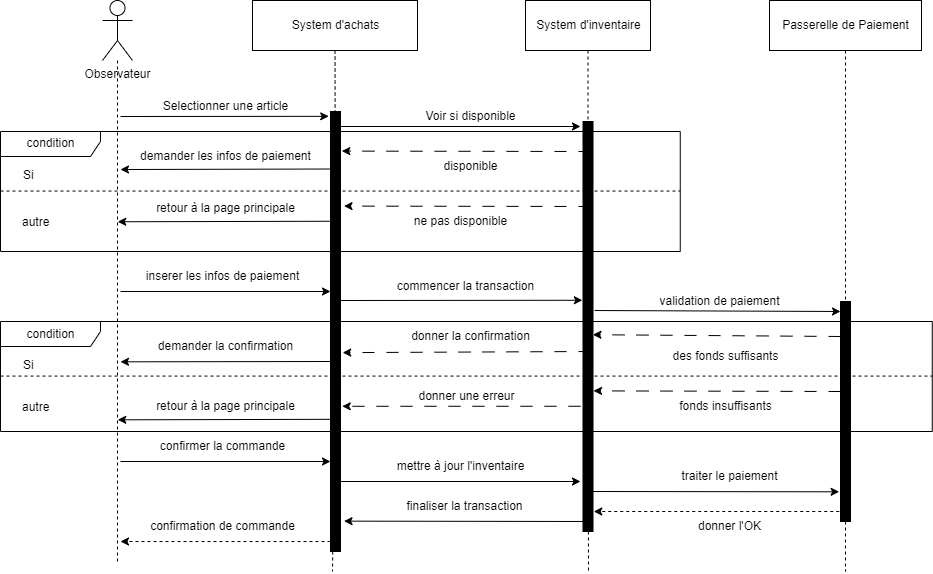 System d'achats
System d'inventaire
Passerelle de Paiement
Observateur
Selectionner une article
Voir si disponible
condition
demander les infos de paiement
disponible
Si
retour à la page principale
autre
ne pas disponible
inserer les infos de paiement
commencer la transaction
validation de paiement
condition
donner la confirmation
demander la confirmation
des fonds suffisants
Si
donner une erreur
autre
retour à la page principale
fonds insuffisants
confirmer la commande
mettre à jour l'inventaire
traiter le paiement
finaliser la transaction
confirmation de commande
donner l'OK